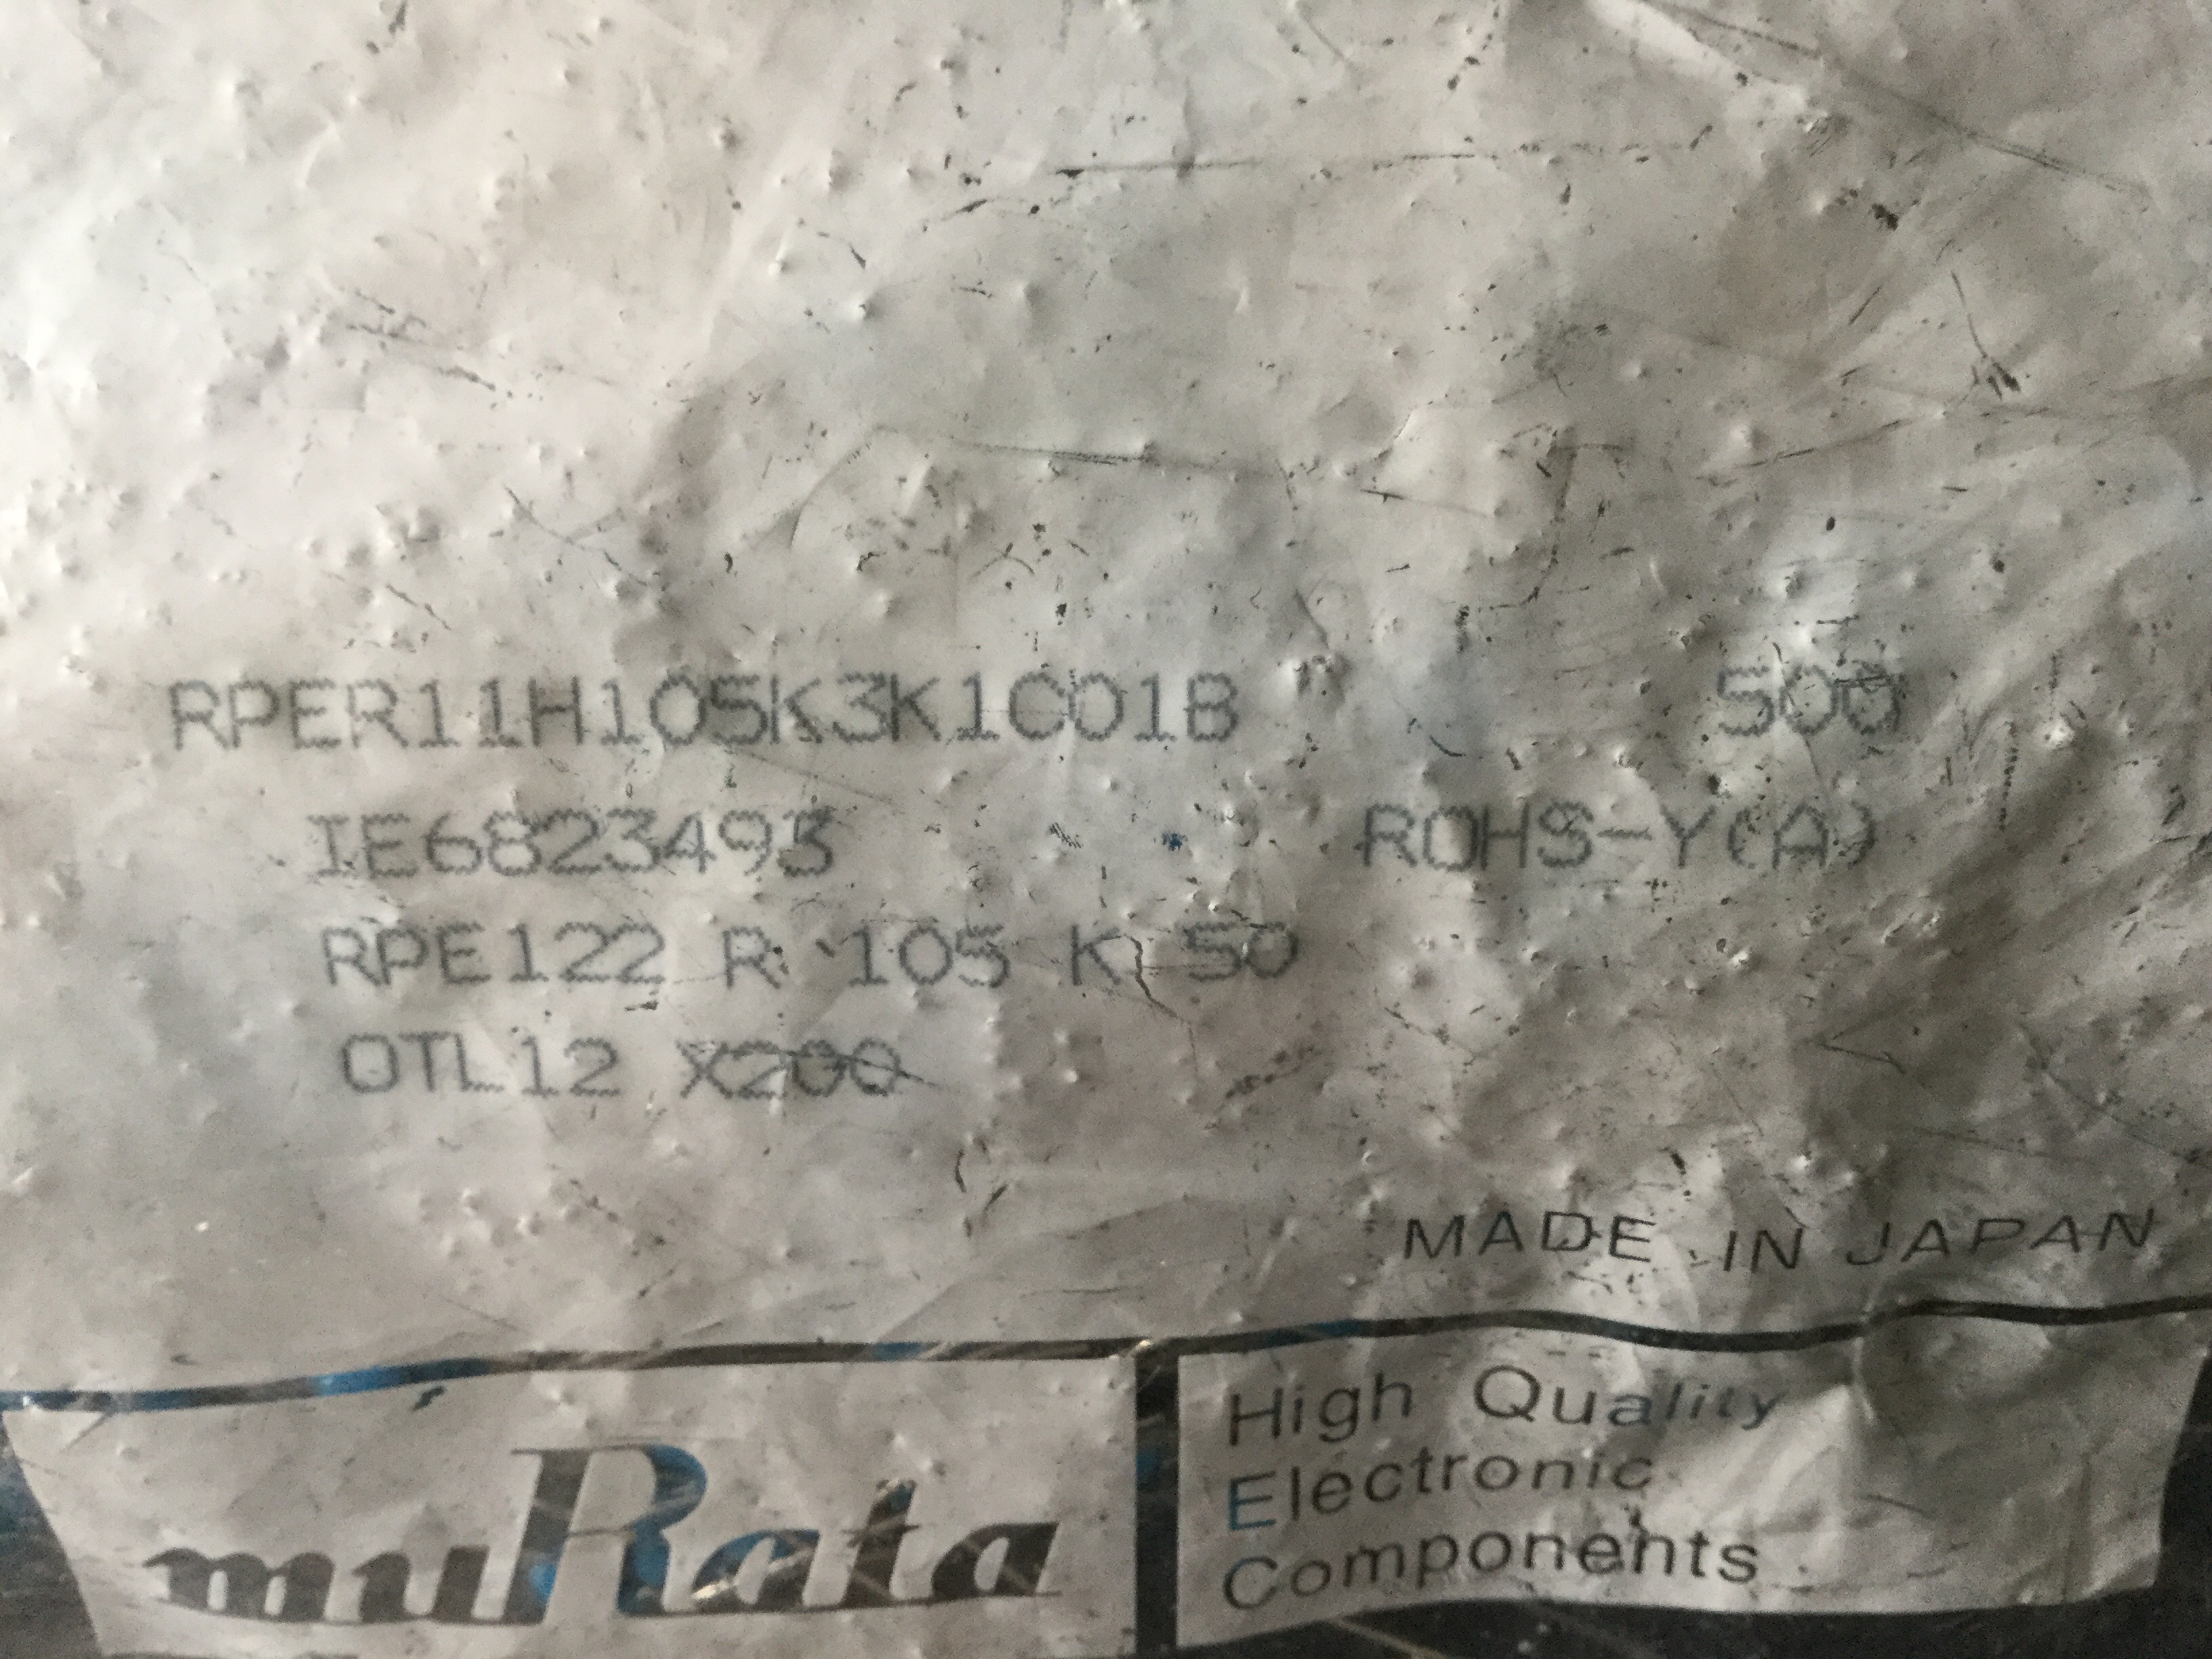 RPER11H105K3K1C01B 500
IE6823493 ROHS-Y(A)
RPE122 R 105 K 50
OTL12 X200
MADE IN JAPAN
muRata
High Quality
Electronic
Components